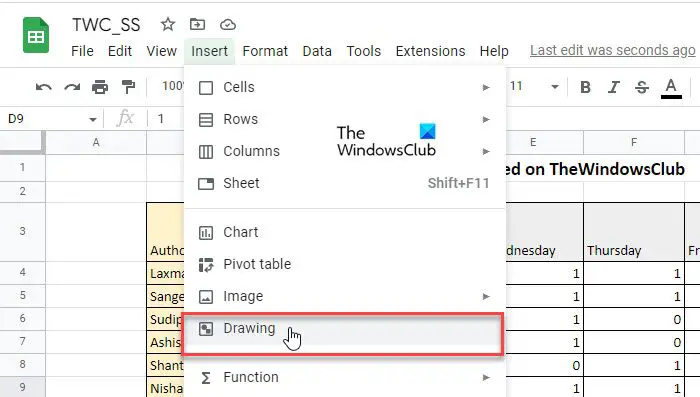 TWC_SS
File Edit View Insert Format Data Tools Extensions Help Last edit was seconds ago
100% 11 B I S A
D9 fx 1
Cells
Rows
Columns
Sheet Shift+F11
Chart
Pivot table
Image
Drawing
Σ Function
The
WindowsClub
A E F
1 ed on TheWindowsClub
2
3 Autho dnesday Thursday Fr
4 Laxma 1 1
5 Sange 1 1
6 Sudip 1 0
7 Ashis 1 0
8 Shant 0 1
9 Nisha 1 1